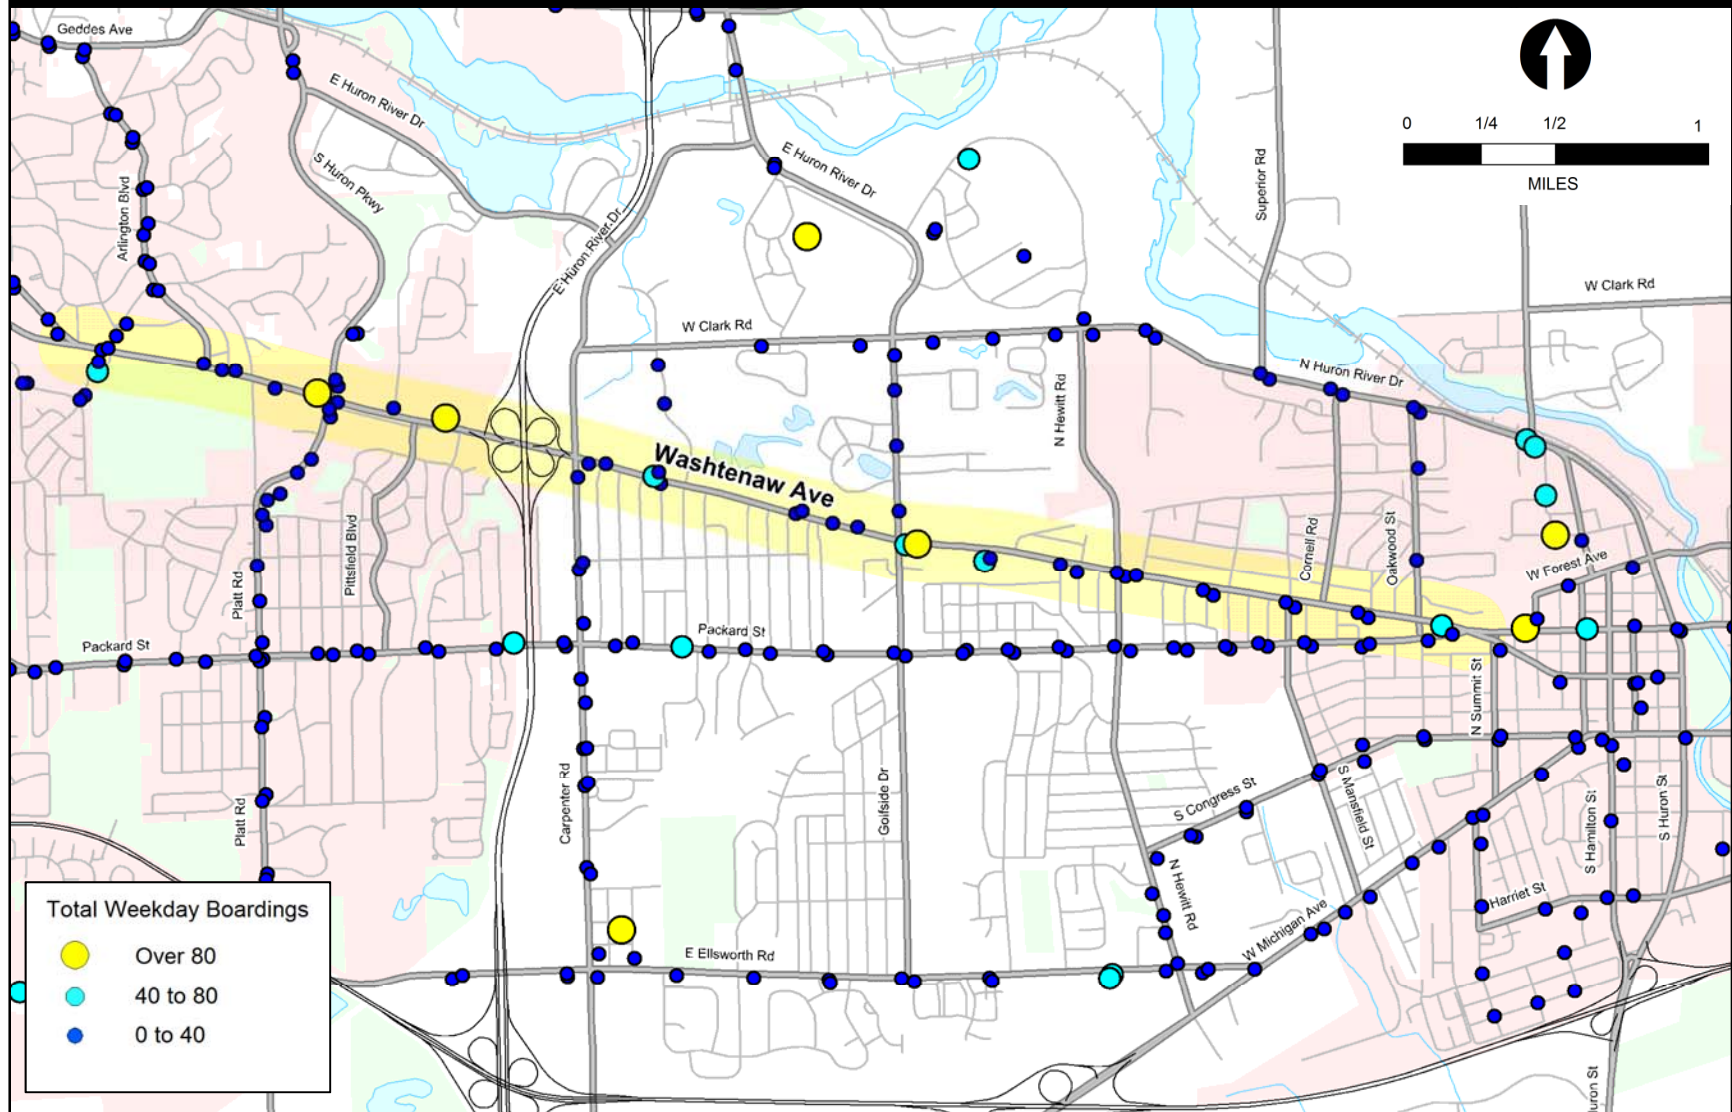 Geddes Ave
E Huron River Dr
S Huron Pkwy
Arlington Blvd
E Huron River Dr
E Huron River Dr
Superior Rd
0 1/4 1/2 1
MILES
W Clark Rd
W Clark Rd
N Huron River Dr
N Hewitt Rd
Washtenaw Ave
Cornell Rd
Oakwood St
W Forest Ave
Pittsfield Blvd
Platt Rd
Packard St
Packard St
N Summit St
Platt Rd
Carpenter Rd
Golfside Dr
S Congress St
S Mansfield St
S Hamilton St
S Huron St
N Hewitt Rd
Harriet St
W Michigan Ave
E Ellsworth Rd
Total Weekday Boardings
Over 80
40 to 80
0 to 40
uron St